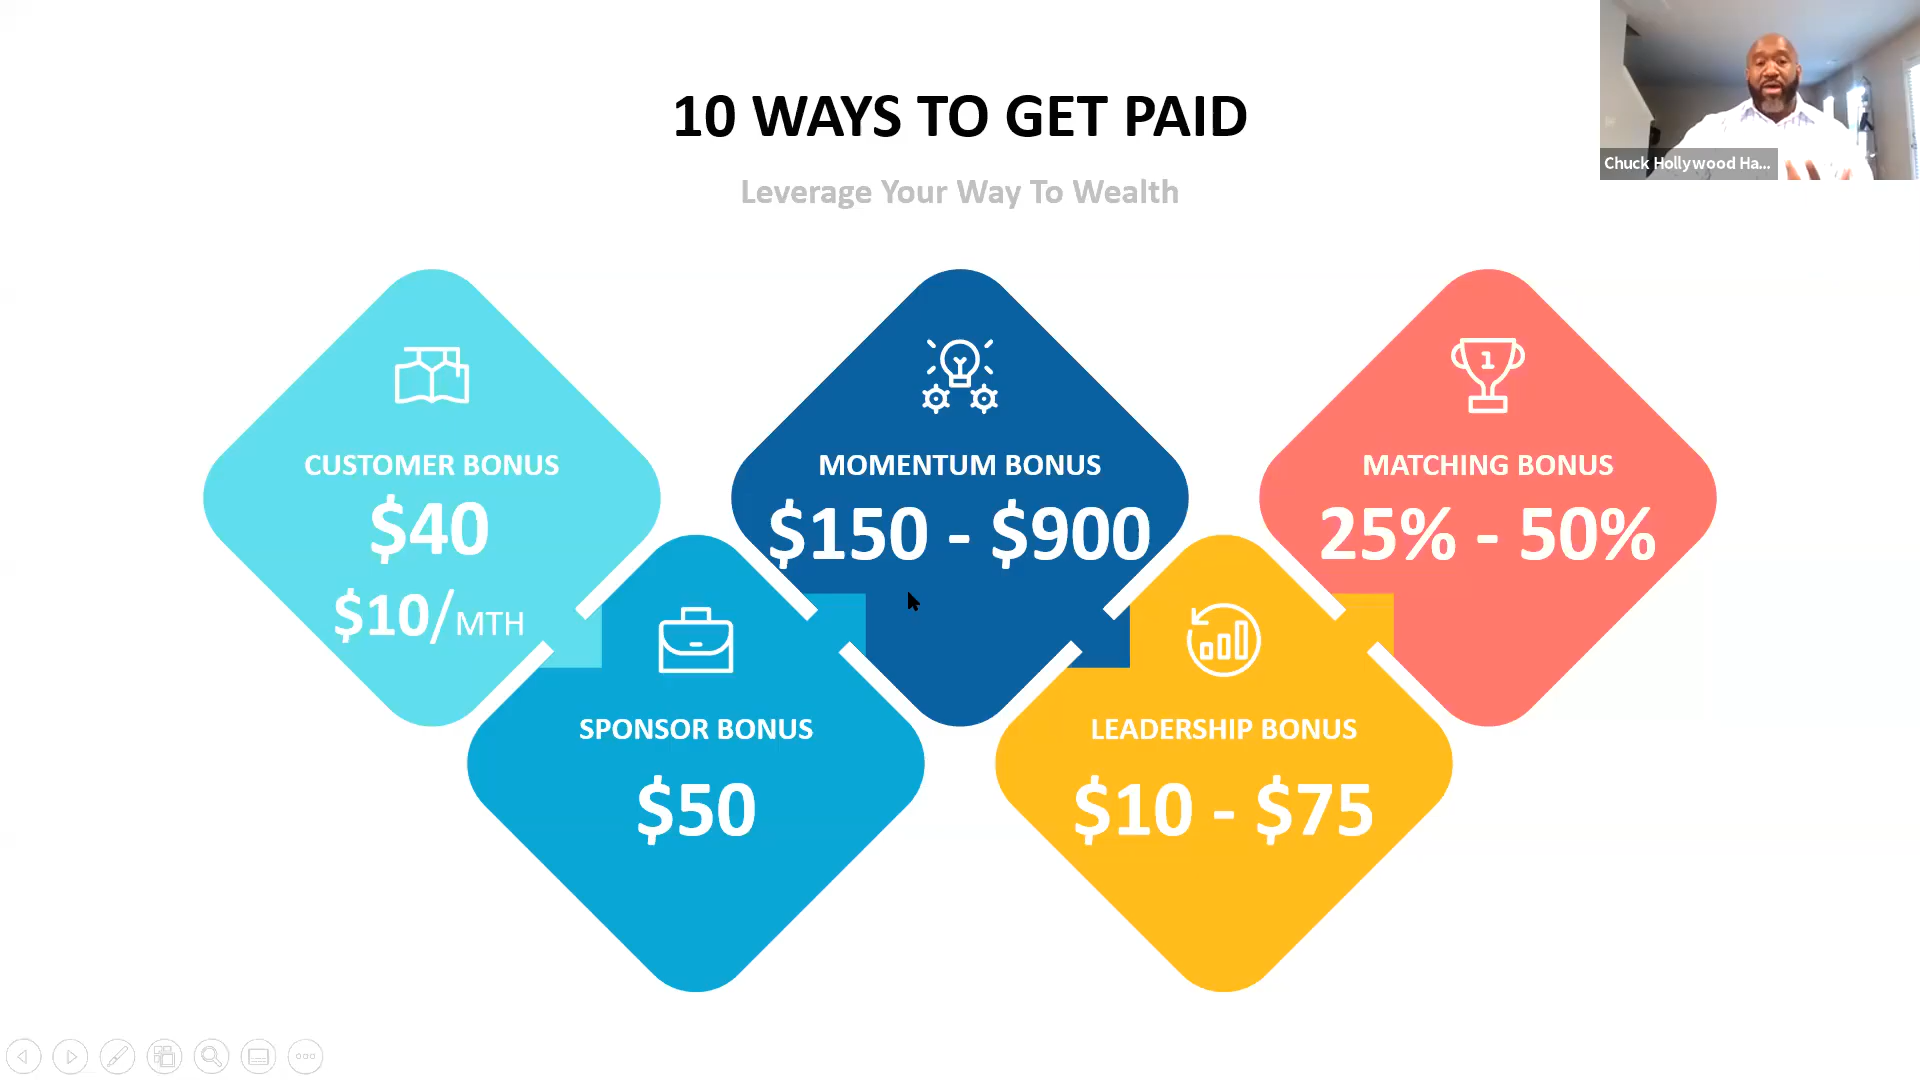 10 WAYS TO GET PAID
Leverage Your Way To Wealth
Chuck Hollywood Ha...
CUSTOMER BONUS
$40
$10/MTH
SPONSOR BONUS
$50
MOMENTUM BONUS
$150 - $900
LEADERSHIP BONUS
$10 - $75
MATCHING BONUS
25% - 50%
1